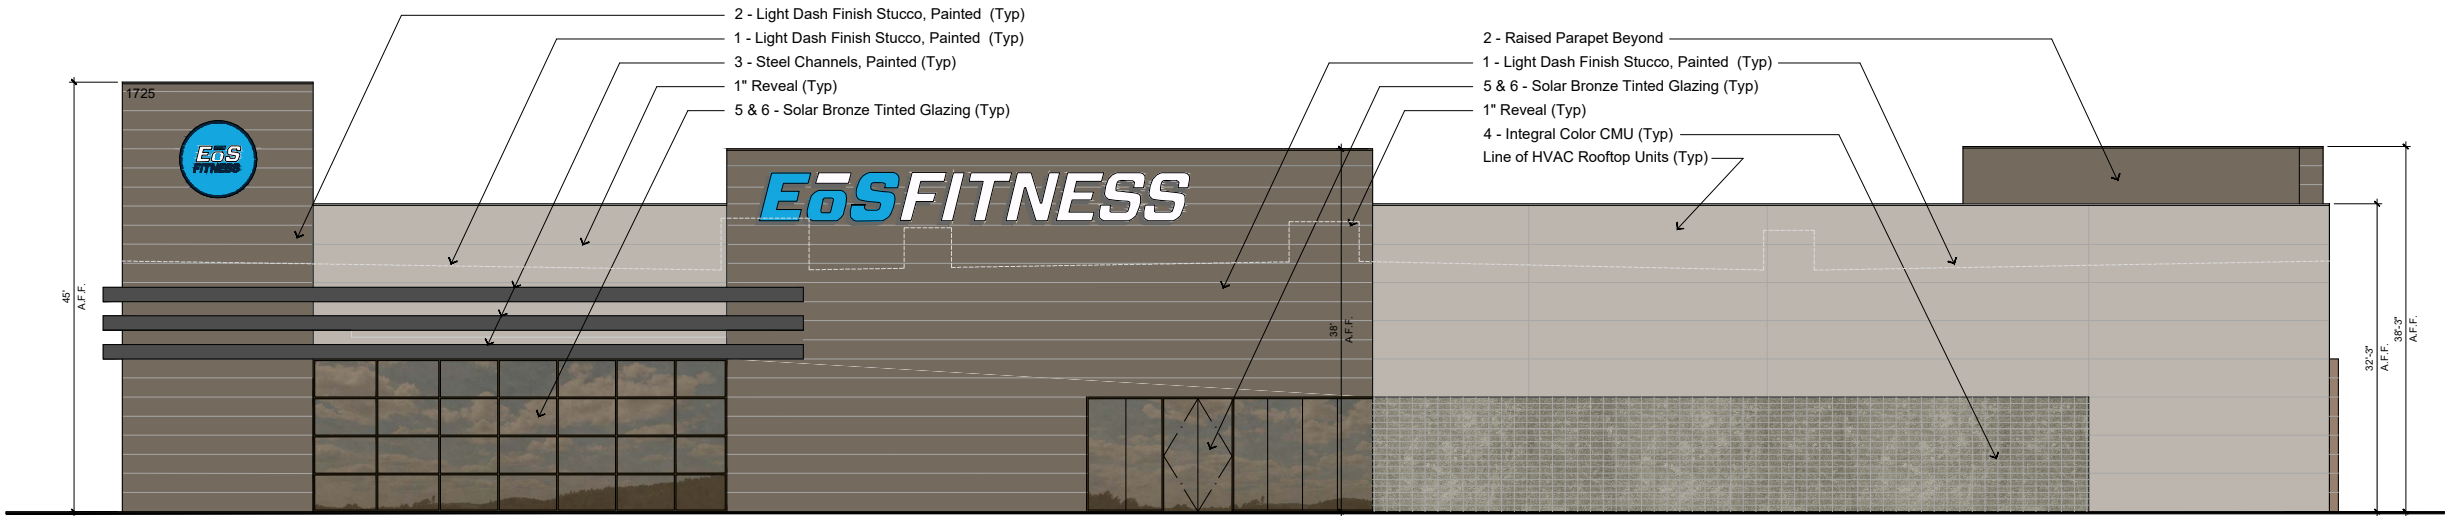 2 - Light Dash Finish Stucco, Painted (Typ)
1 - Light Dash Finish Stucco, Painted (Typ)
3 - Steel Channels, Painted (Typ)
1" Reveal (Typ)
5 & 6 - Solar Bronze Tinted Glazing (Typ)
2 - Raised Parapet Beyond
1 - Light Dash Finish Stucco, Painted (Typ)
5 & 6 - Solar Bronze Tinted Glazing (Typ)
1" Reveal (Typ)
4 - Integral Color CMU (Typ)
Line of HVAC Rooftop Units (Typ)
1725
EōS
FITNESS
EōSFITNESS
45'
A.F.F.
38'
A.F.F.
32'-3"
A.F.F.
38'-3"
A.F.F.